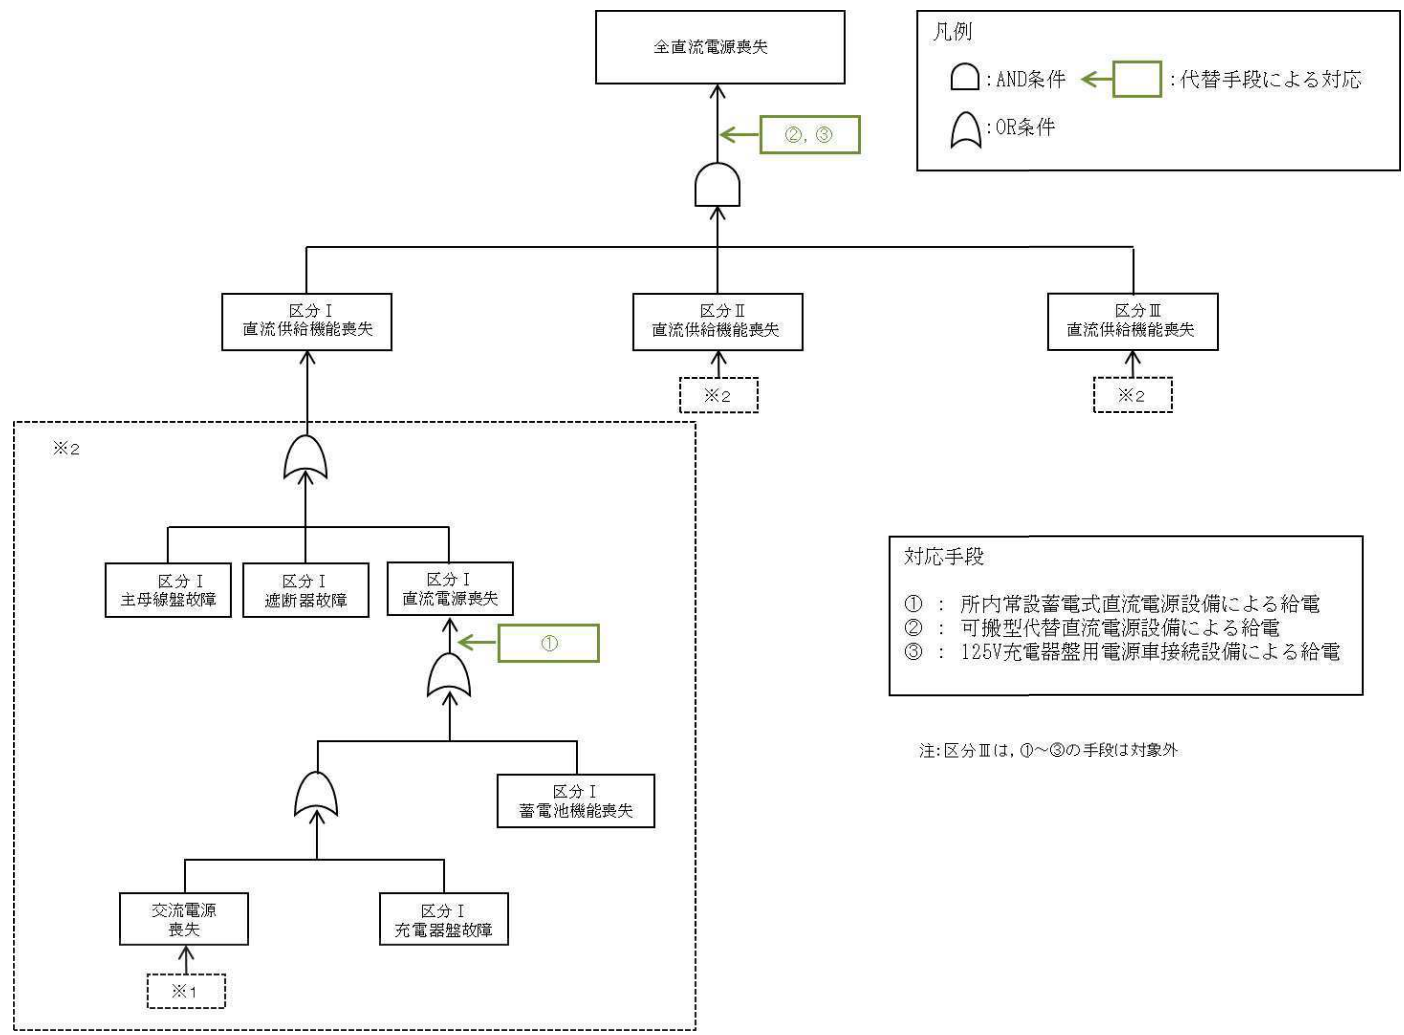 全直流電源喪失
凡例
:AND条件
:代替手段による対応
:OR条件
②, ③
区分Ⅰ
直流供給機能喪失
区分Ⅱ
直流供給機能喪失
区分Ⅲ
直流供給機能喪失
※2
※2
※2
区分Ⅰ
主母線盤故障
区分Ⅰ
遮断器故障
区分Ⅰ
直流電源喪失
①
区分Ⅰ
蓄電池機能喪失
交流電源
喪失
区分Ⅰ
充電器盤故障
※1
対応手段
① : 所内常設蓄電式直流電源設備による給電
② : 可搬型代替直流電源設備による給電
③ : 125V充電器盤用電源車接続設備による給電
注:区分Ⅲは,①～③の手段は対象外